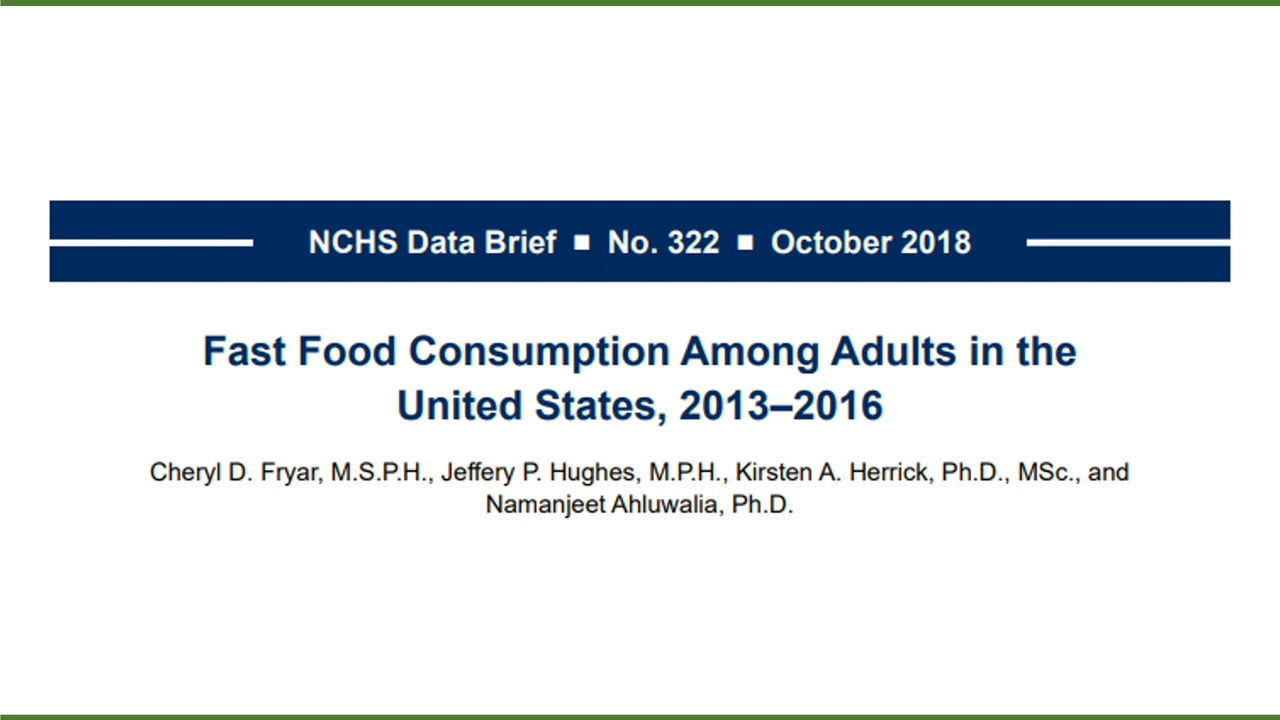 NCHS Data Brief ■ No. 322 ■ October 2018
Fast Food Consumption Among Adults in the
United States, 2013–2016
Cheryl D. Fryar, M.S.P.H., Jeffery P. Hughes, M.P.H., Kirsten A. Herrick, Ph.D., MSc., and
Namanjeet Ahluwalia, Ph.D.